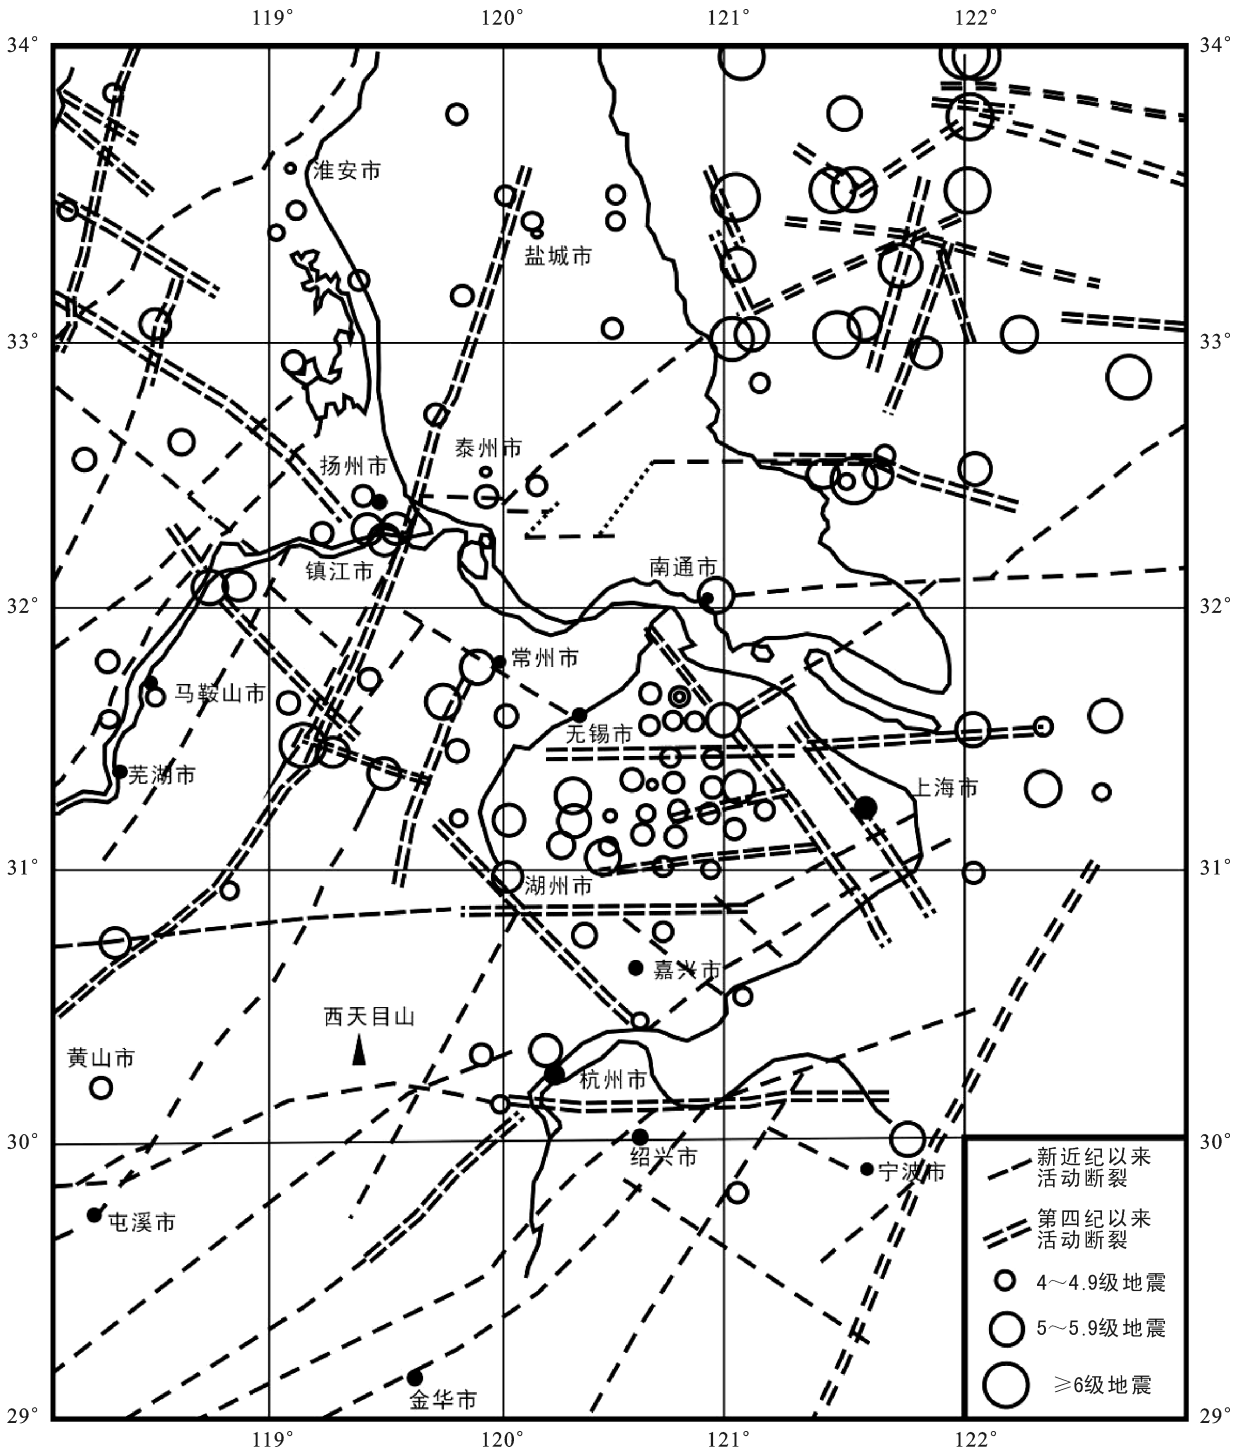 119° 120° 121° 122°
34° 34°
淮安市
盐城市
33° 33°
泰州市
扬州市
镇江市
南通市
32° 32°
常州市
马鞍山市
无锡市
芜湖市
上海市
31° 31°
湖州市
嘉兴市
西天目山
黄山市
杭州市
30° 30°
绍兴市
宁波市
屯溪市
金华市
新近纪以来
活动断裂
第四纪以来
活动断裂
4～4.9级地震
5～5.9级地震
≥6级地震
29° 29°
119° 120° 121° 122°